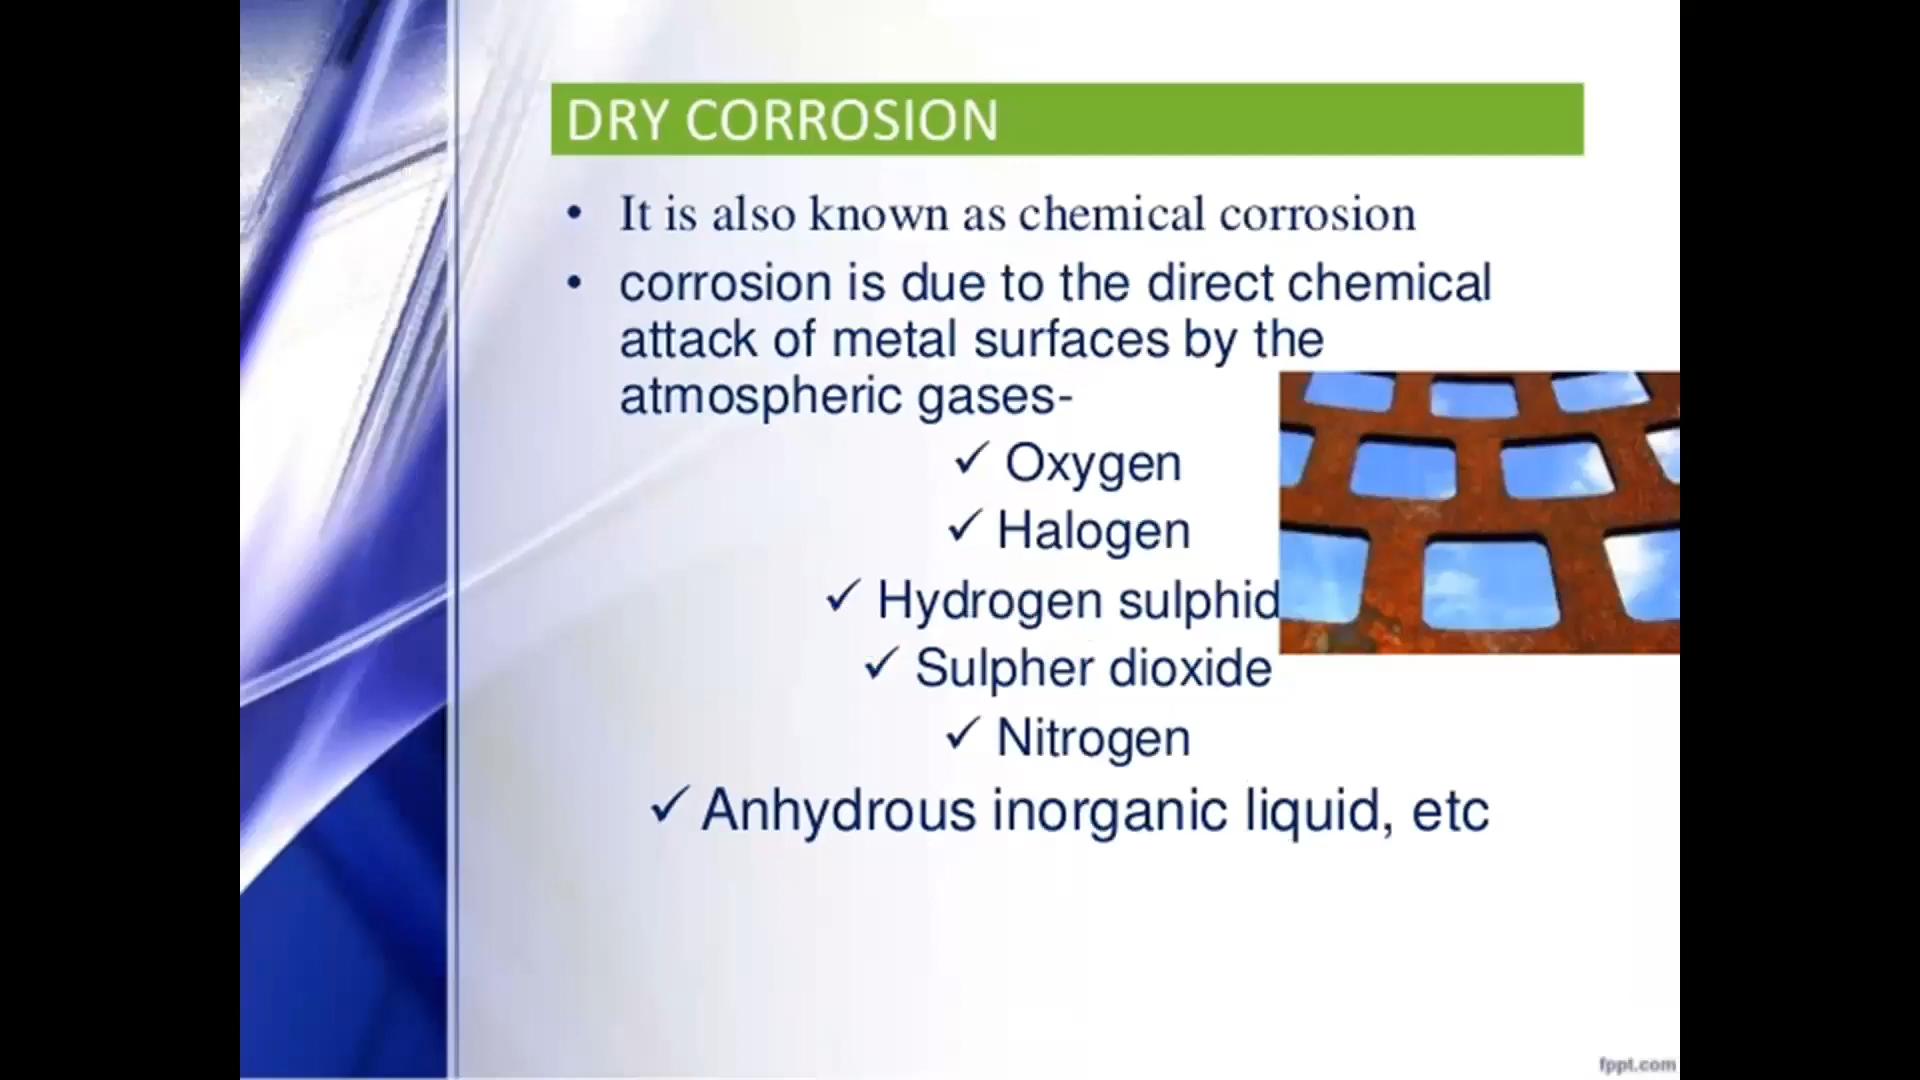 DRY CORROSION
• It is also known as chemical corrosion
• corrosion is due to the direct chemical
attack of metal surfaces by the
atmospheric gases-
✓ Oxygen
✓ Halogen
✓ Hydrogen sulphid
✓ Sulpher dioxide
✓ Nitrogen
✓ Anhydrous inorganic liquid, etc
fppt.com